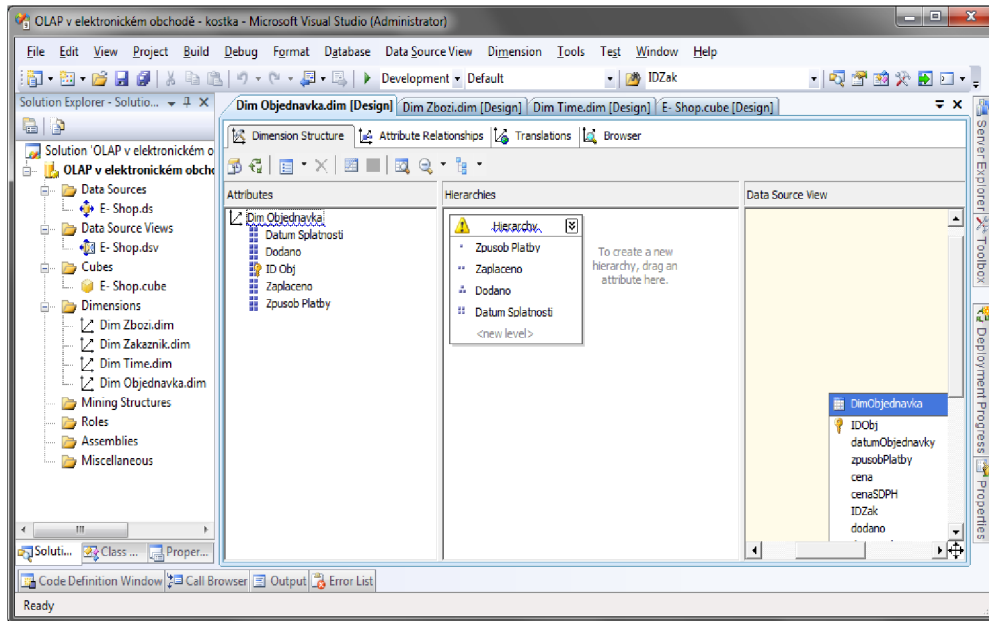 OLAP v elektronickém obchodě - kostka - Microsoft Visual Studio (Administrator)
File Edit View Project Build Debug Format Database Data Source View Dimension Tools Test Window Help
Development Default IDZak
Solution Explorer - Solutio...
Solution 'OLAP v elektronickém o
OLAP v elektronickém obch
Data Sources
E- Shop.ds
Data Source Views
E- Shop.dsv
Cubes
E- Shop.cube
Dimensions
Dim Zbozi.dim
Dim Zakaznik.dim
Dim Time.dim
Dim Objednavka.dim
Mining Structures
Roles
Assemblies
Miscellaneous
Soluti... Class ... Proper...
Dim Objednavka.dim [Design] Dim Zbozi.dim [Design] Dim Time.dim [Design] E- Shop.cube [Design]
Dimension Structure Attribute Relationships Translations Browser
Attributes
Dim Objednavka
Datum Splatnosti
Dodano
ID Obj
Zaplaceno
Zpusob Platby
Hierarchies
Hierarchy
Zpusob Platby
Zaplaceno
Dodano
Datum Splatnosti
<new level>
To create a new
hierarchy, drag an
attribute here.
Data Source View
DimObjednavka
IDObj
datumObjednavky
zpusobPlatby
cena
cenaSDPH
IDZak
dodano
Server Explorer
Toolbox
Deployment Progress
Properties
Code Definition Window Call Browser Output Error List
Ready